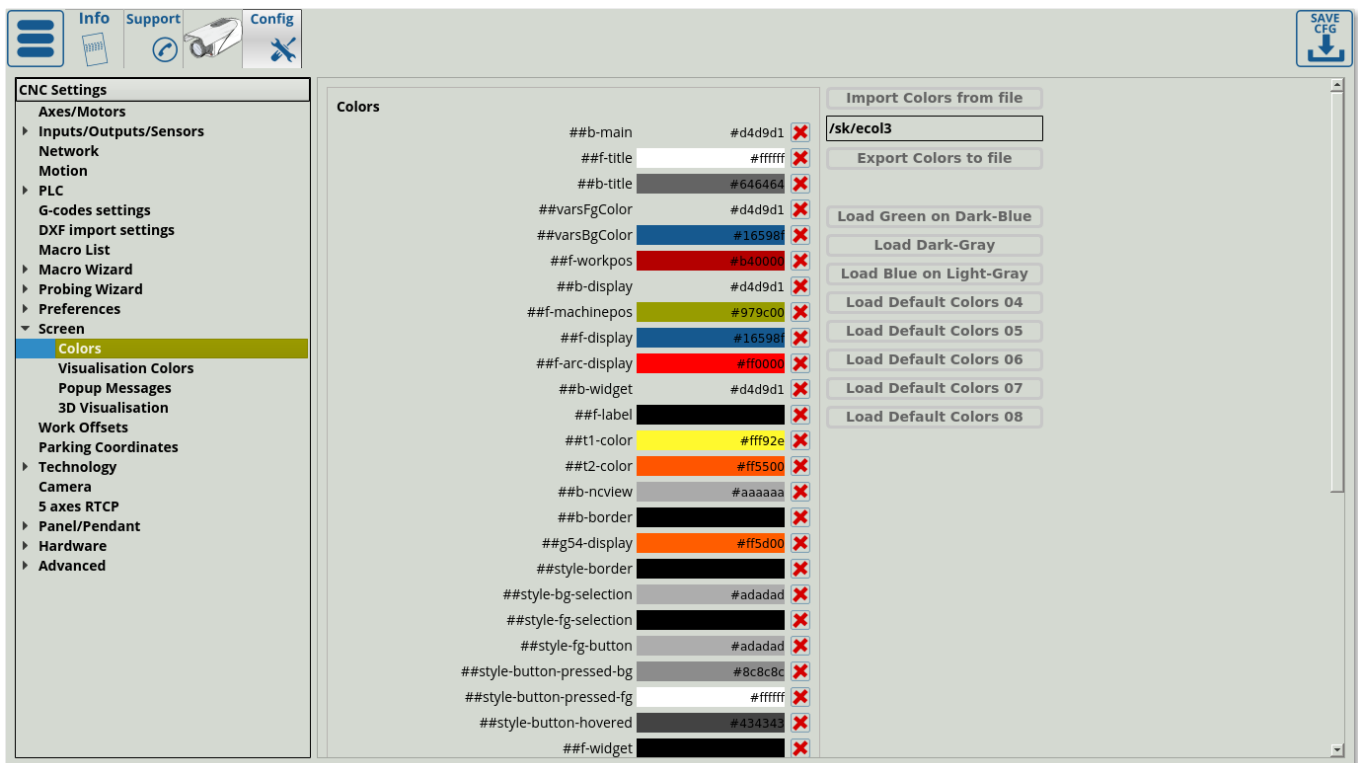 Info
Support
Config
SAVE
CFG
CNC Settings
Axes/Motors
Inputs/Outputs/Sensors
Network
Motion
PLC
G-codes settings
DXF import settings
Macro List
Macro Wizard
Probing Wizard
Preferences
Screen
Colors
Visualisation Colors
Popup Messages
3D Visualisation
Work Offsets
Parking Coordinates
Technology
Camera
5 axes RTCP
Panel/Pendant
Hardware
Advanced
Colors
##b-main #d4d9d1
##f-title #ffffff
##b-title #646464
##varsFgColor #d4d9d1
##varsBgColor #16598f
##f-workpos #b40000
##b-display #d4d9d1
##f-machinepos #979c00
##f-display #16598f
##f-arc-display #ff0000
##b-widget #d4d9d1
##f-label
##t1-color #fff92e
##t2-color #ff5500
##b-ncview #aaaaaa
##b-border
##g54-display #ff5d00
##style-border
##style-bg-selection #adadad
##style-fg-selection
##style-fg-button #adadad
##style-button-pressed-bg #8c8c8c
##style-button-pressed-fg #ffffff
##style-button-hovered #434343
##f-widget
Import Colors from file
/sk/ecol3
Export Colors to file
Load Green on Dark-Blue
Load Dark-Gray
Load Blue on Light-Gray
Load Default Colors 04
Load Default Colors 05
Load Default Colors 06
Load Default Colors 07
Load Default Colors 08